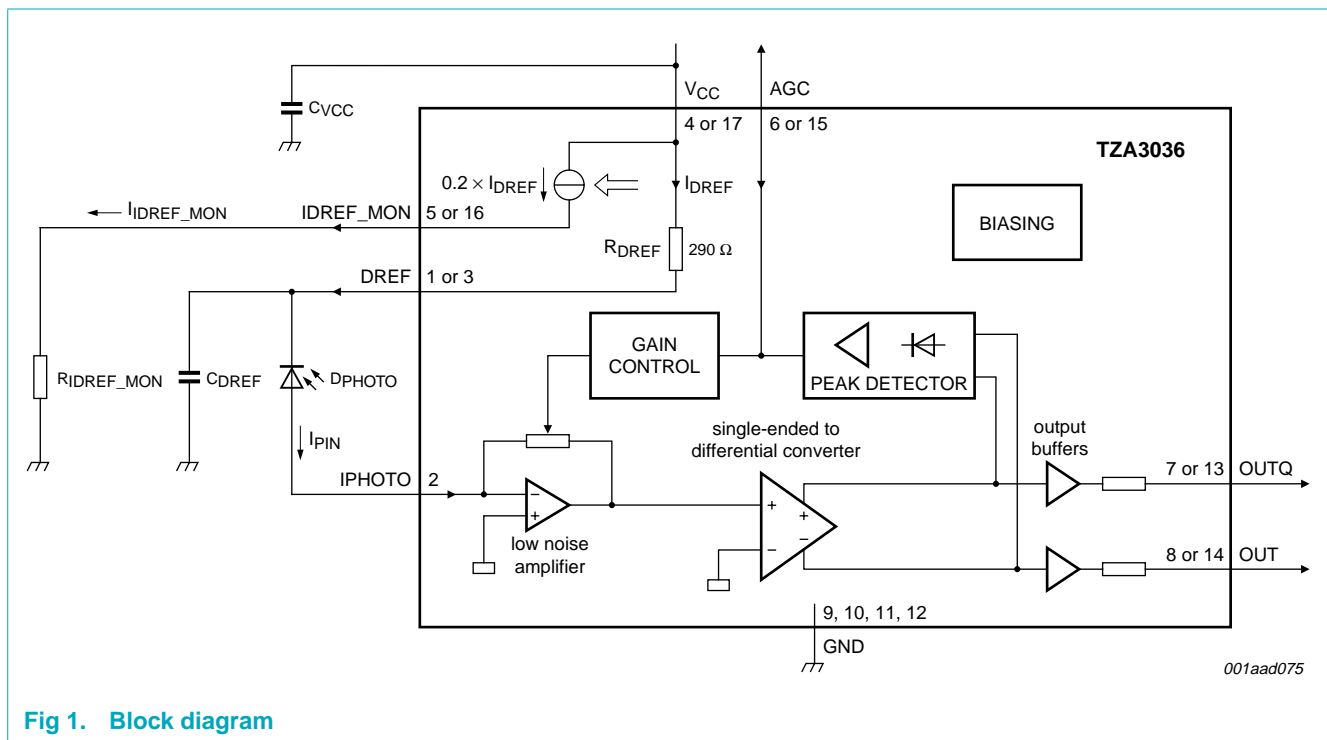 VCC
AGC
CVCC
4 or 17
6 or 15
TZA3036
0.2 × IDREF
IDREF
IIDREF_MON
IDREF_MON
5 or 16
BIASING
RDREF
290 Ω
DREF
1 or 3
GAIN
CONTROL
PEAK DETECTOR
RIDREF_MON
CDREF
DPHOTO
single-ended to
differential converter
output
buffers
IPIN
7 or 13
OUTQ
IPHOTO
2
low noise
amplifier
8 or 14
OUT
9, 10, 11, 12
GND
001aad075
Fig 1. Block diagram